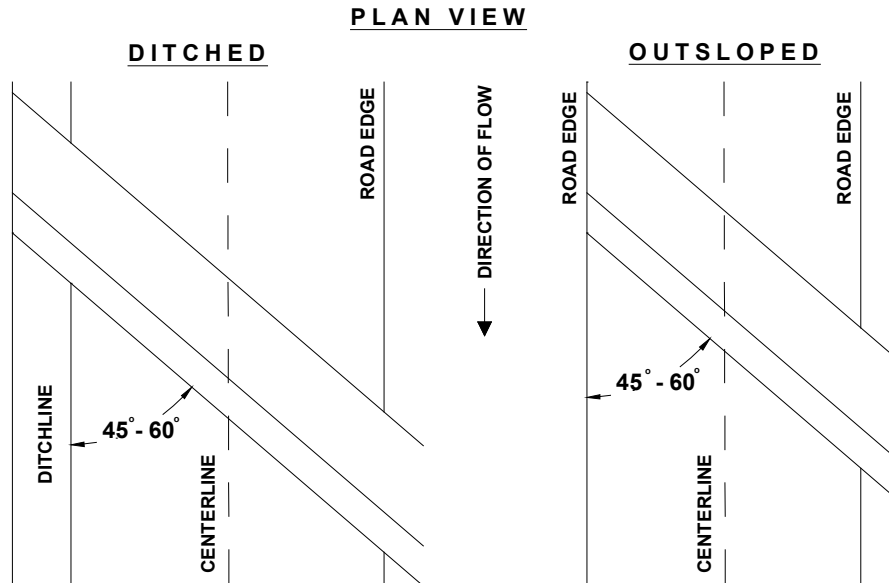 PLAN VIEW
DITCHED
OUTSLOPED
ROAD EDGE
DIRECTION OF FLOW
ROAD EDGE
ROAD EDGE
45° - 60°
DITCHLINE
CENTERLINE
45° - 60°
CENTERLINE